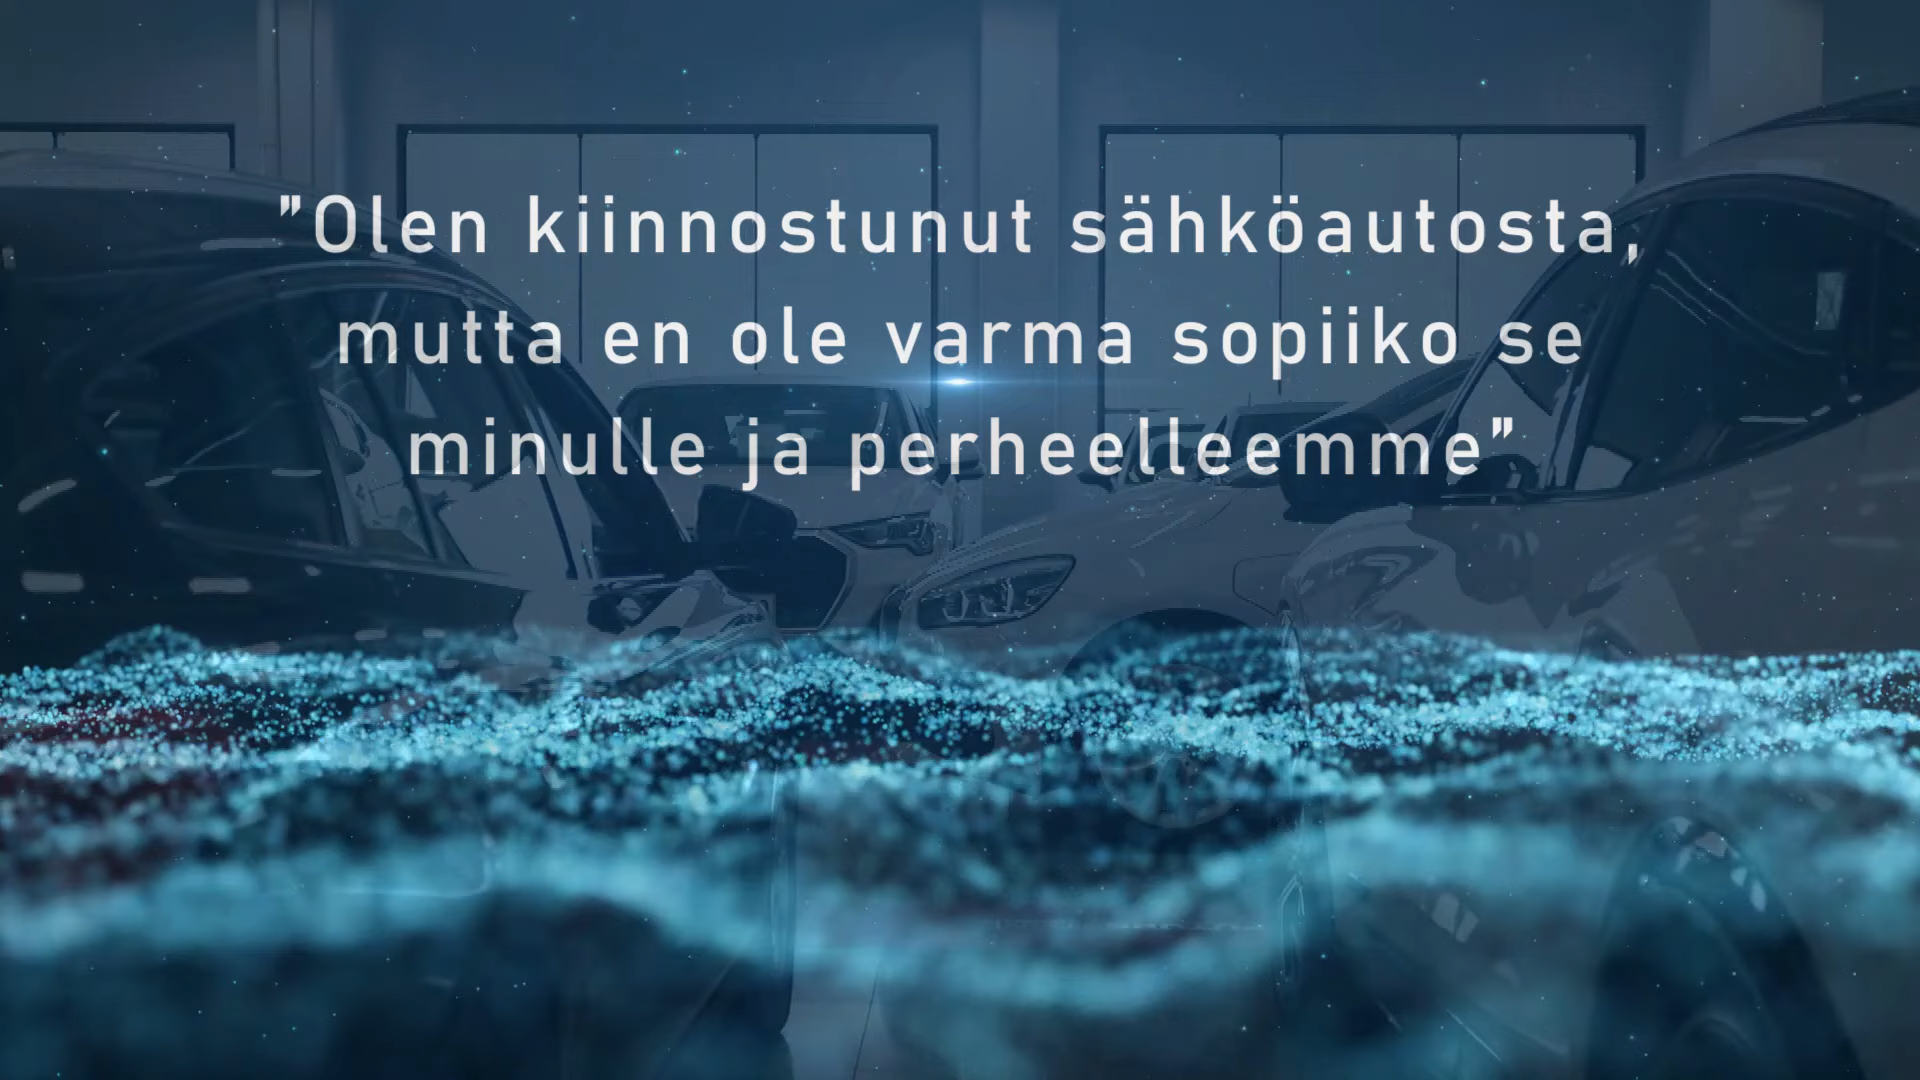 "Olen kiinnostunut sähköautosta,
mutta en ole varma sopiiko se
minulle ja perheelleemme"